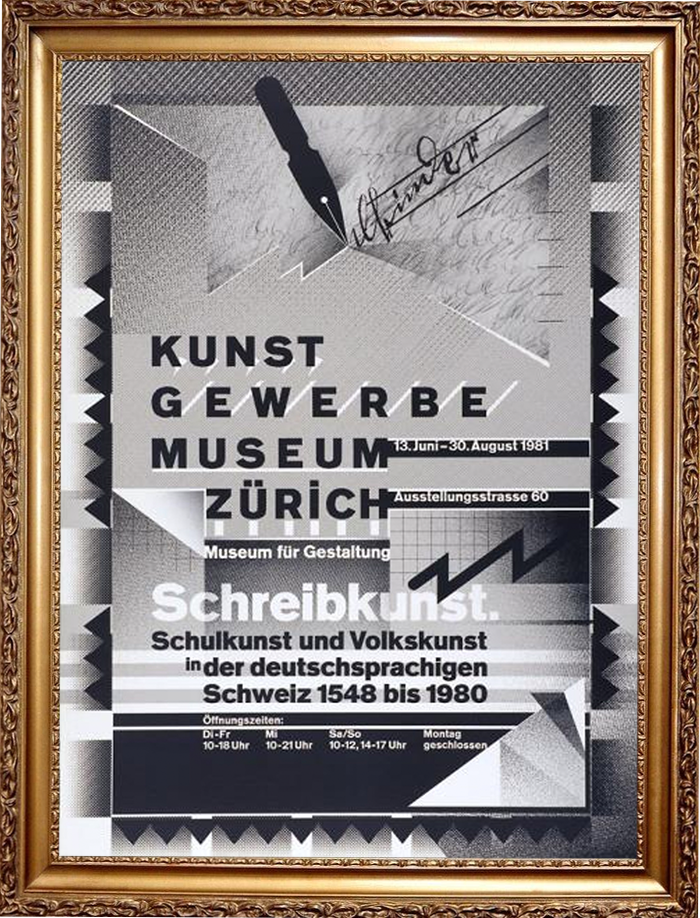 KUNST
GEWERBE
MUSEUM
13.Juni–30.August 1981
ZÜRICH
Ausstellungsstrasse 60
Museum für Gestaltung
Schreibkunst.
Schulkunst und Volkskunst
in der deutschsprachigen
Schweiz 1548 bis 1980
Öffnungszeiten:
Di-Fr Mi Sa/So Montag
10-18 Uhr 10-21 Uhr 10-12, 14-17 Uhr geschlossen